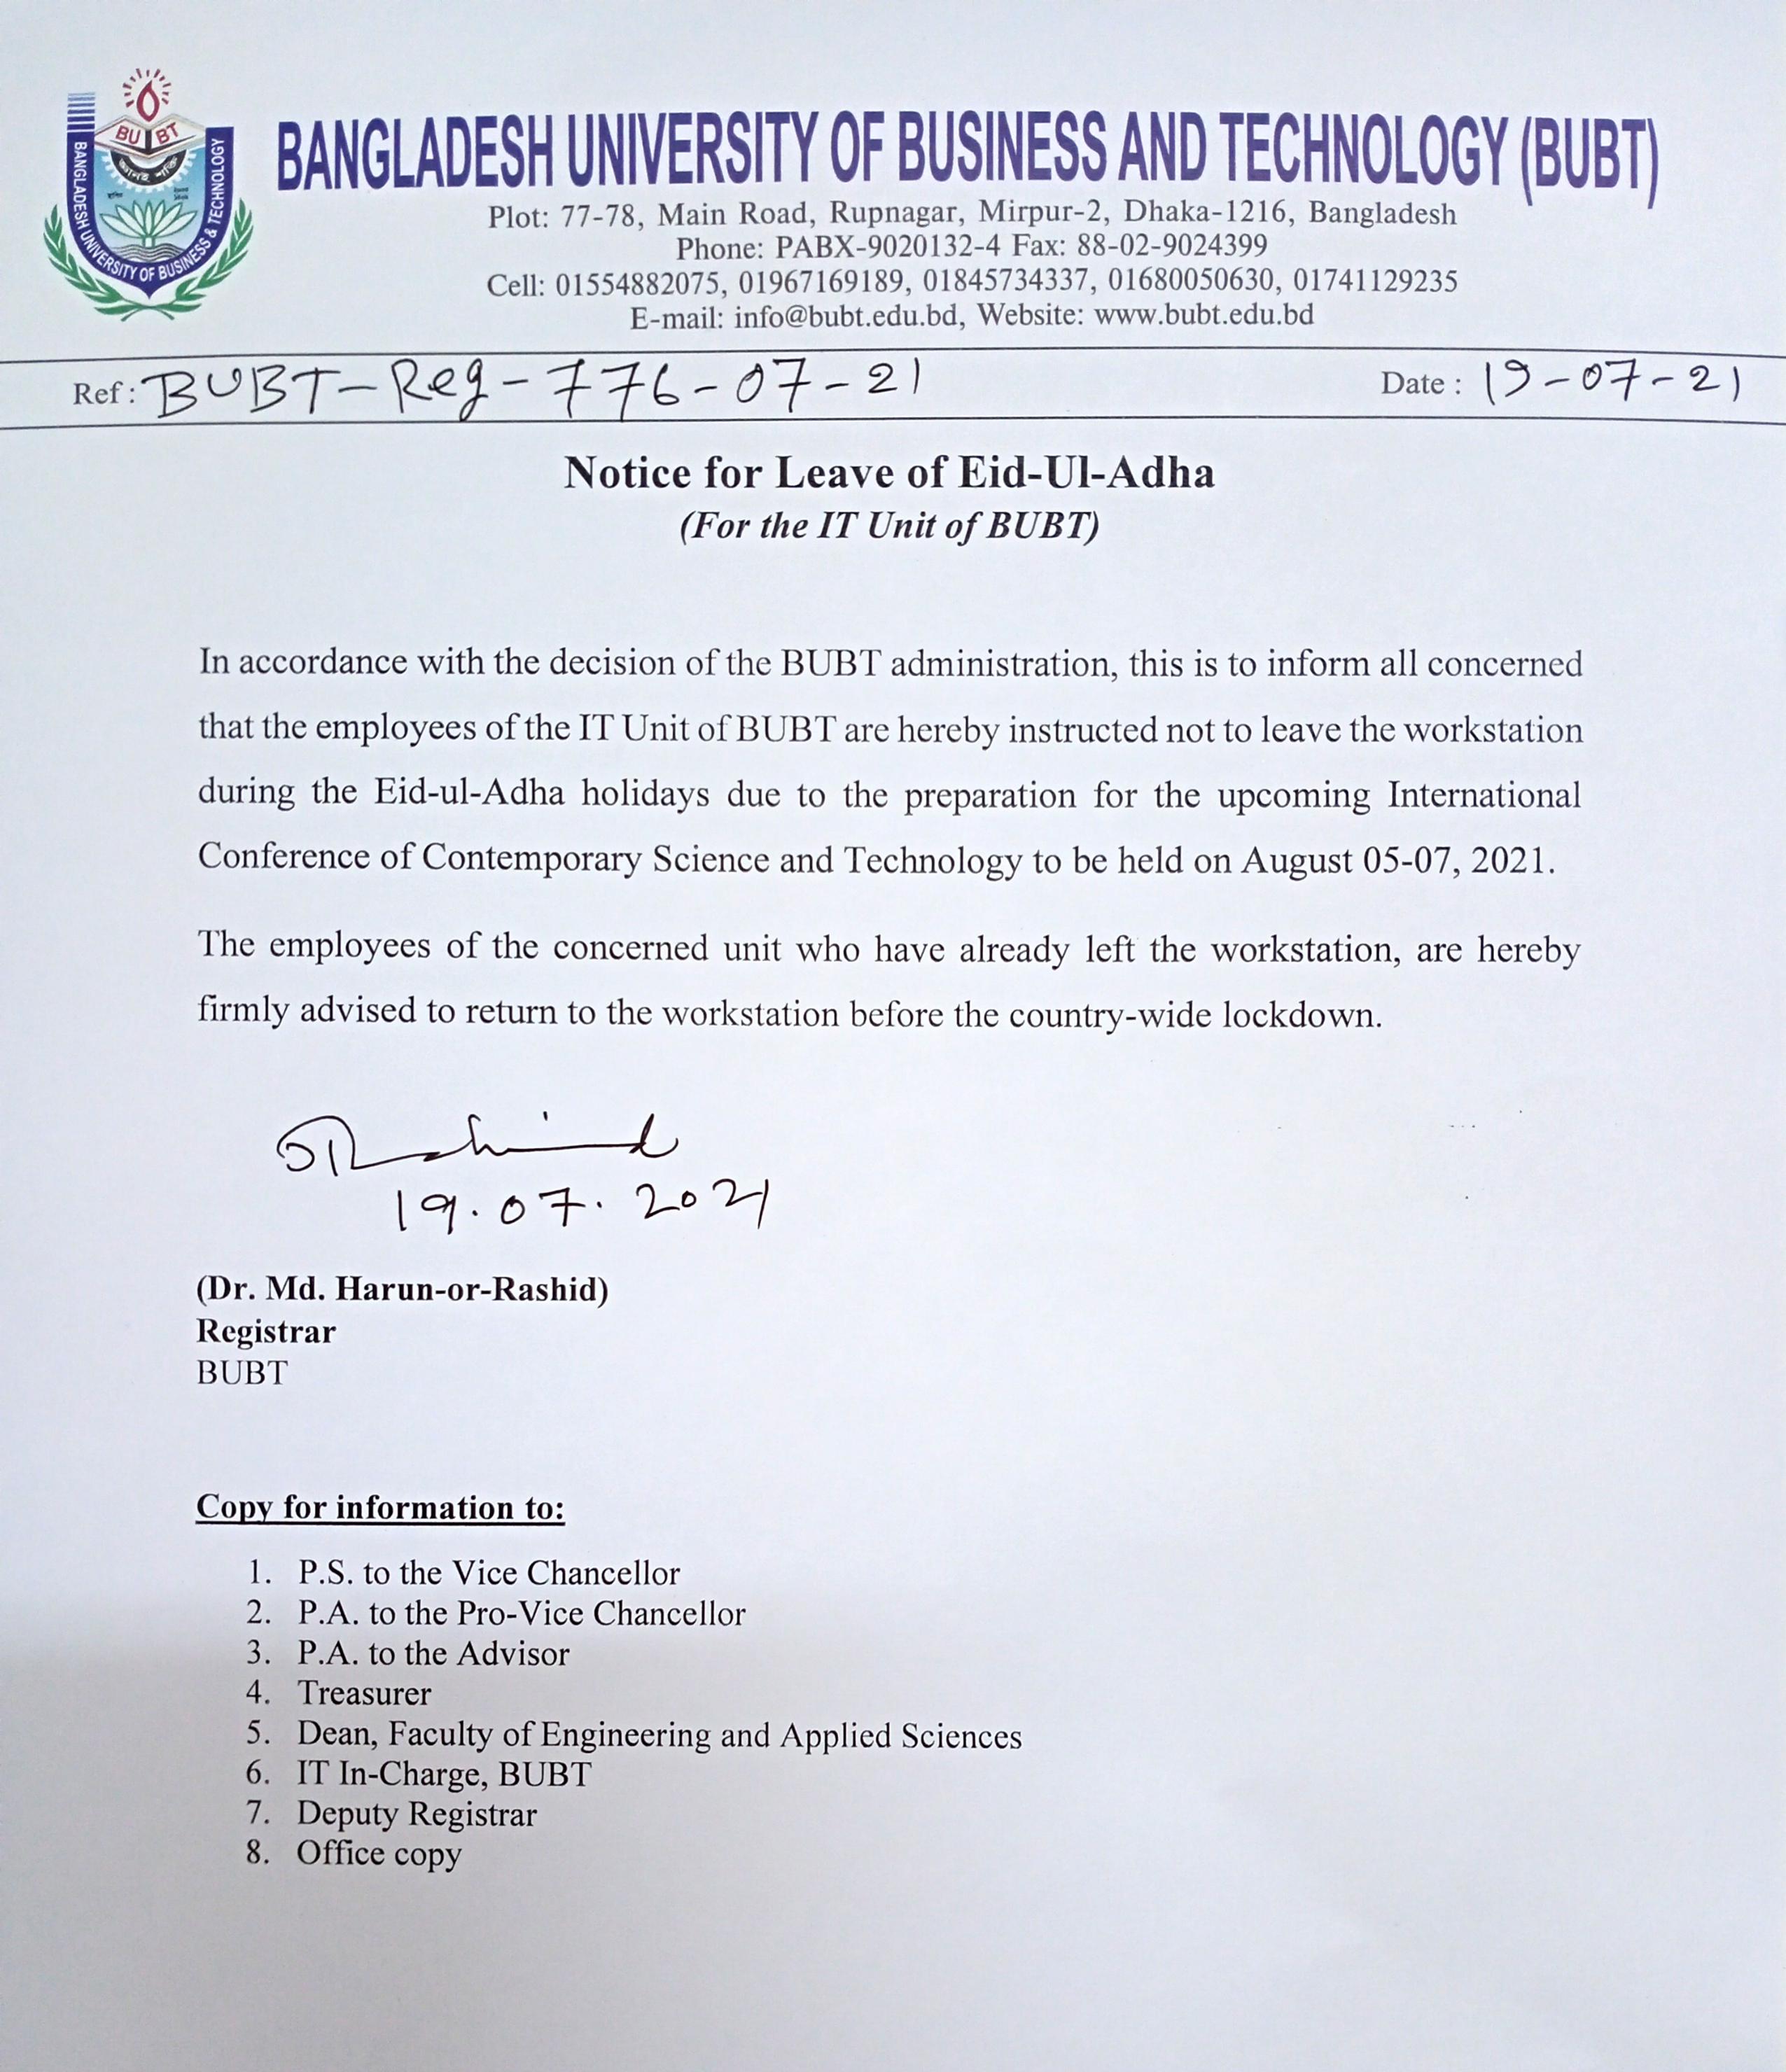 BU BT
BANGLADESH UNIVERSITY OF BUSINESS & TECHNOLOGY
BANGLADESH UNIVERSITY OF BUSINESS AND TECHNOLOGY (BUBT)
Plot: 77-78, Main Road, Rupnagar, Mirpur-2, Dhaka-1216, Bangladesh
Phone: PABX-9020132-4 Fax: 88-02-9024399
Cell: 01554882075, 01967169189, 01845734337, 01680050630, 01741129235
E-mail: info@bubt.edu.bd, Website: www.bubt.edu.bd
Ref: BUBT-Reg-776-07-21 Date : 19-07-21
Notice for Leave of Eid-Ul-Adha
(For the IT Unit of BUBT)
In accordance with the decision of the BUBT administration, this is to inform all concerned
that the employees of the IT Unit of BUBT are hereby instructed not to leave the workstation
during the Eid-ul-Adha holidays due to the preparation for the upcoming International
Conference of Contemporary Science and Technology to be held on August 05-07, 2021.
The employees of the concerned unit who have already left the workstation, are hereby
firmly advised to return to the workstation before the country-wide lockdown.
19.07.2021
(Dr. Md. Harun-or-Rashid)
Registrar
BUBT
Copy for information to:
1. P.S. to the Vice Chancellor
2. P.A. to the Pro-Vice Chancellor
3. P.A. to the Advisor
4. Treasurer
5. Dean, Faculty of Engineering and Applied Sciences
6. IT In-Charge, BUBT
7. Deputy Registrar
8. Office copy